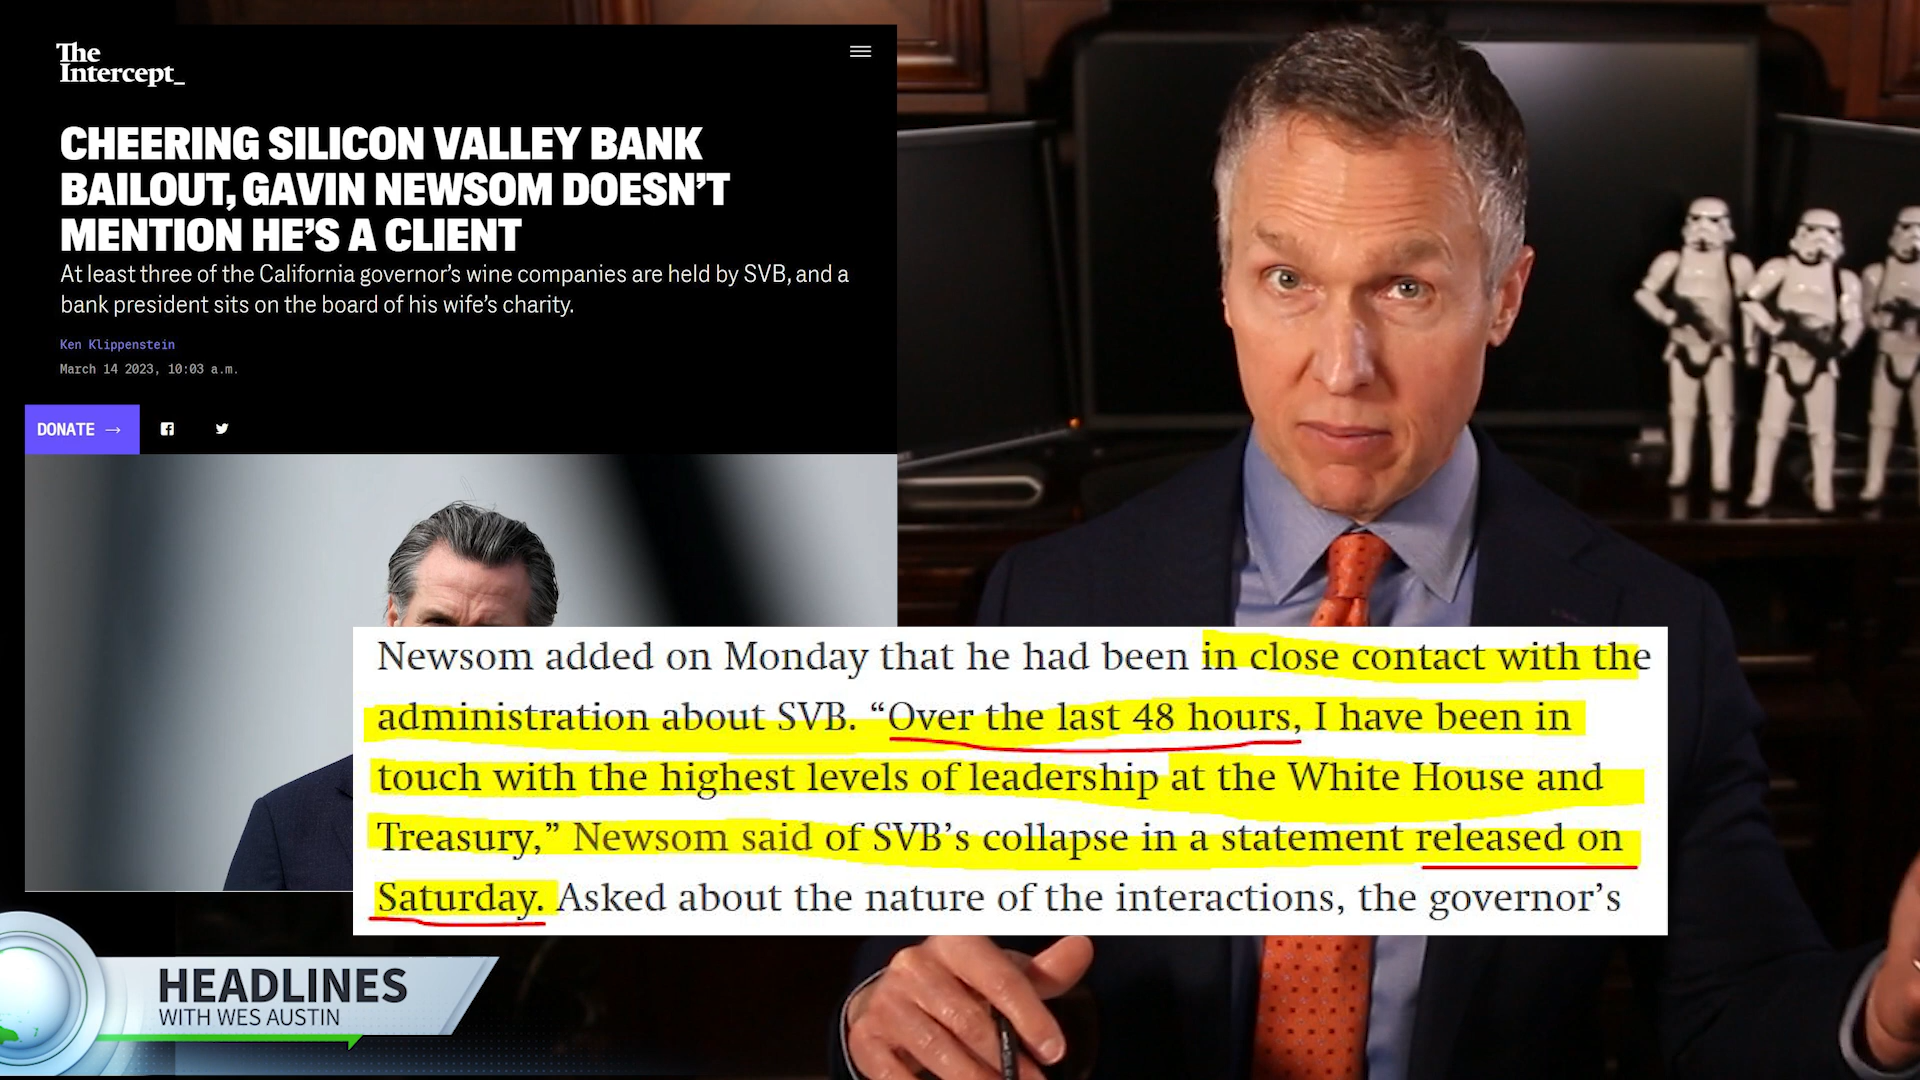 The
Intercept_
CHEERING SILICON VALLEY BANK
BAILOUT, GAVIN NEWSOM DOESN’T
MENTION HE’S A CLIENT
At least three of the California governor’s wine companies are held by SVB, and a
bank president sits on the board of his wife’s charity.
Ken Klippenstein
March 14 2023, 10:03 a.m.
DONATE →
Newsom added on Monday that he had been in close contact with the
administration about SVB. “Over the last 48 hours, I have been in
touch with the highest levels of leadership at the White House and
Treasury,” Newsom said of SVB’s collapse in a statement released on
Saturday. Asked about the nature of the interactions, the governor’s
HEADLINES
WITH WES AUSTIN